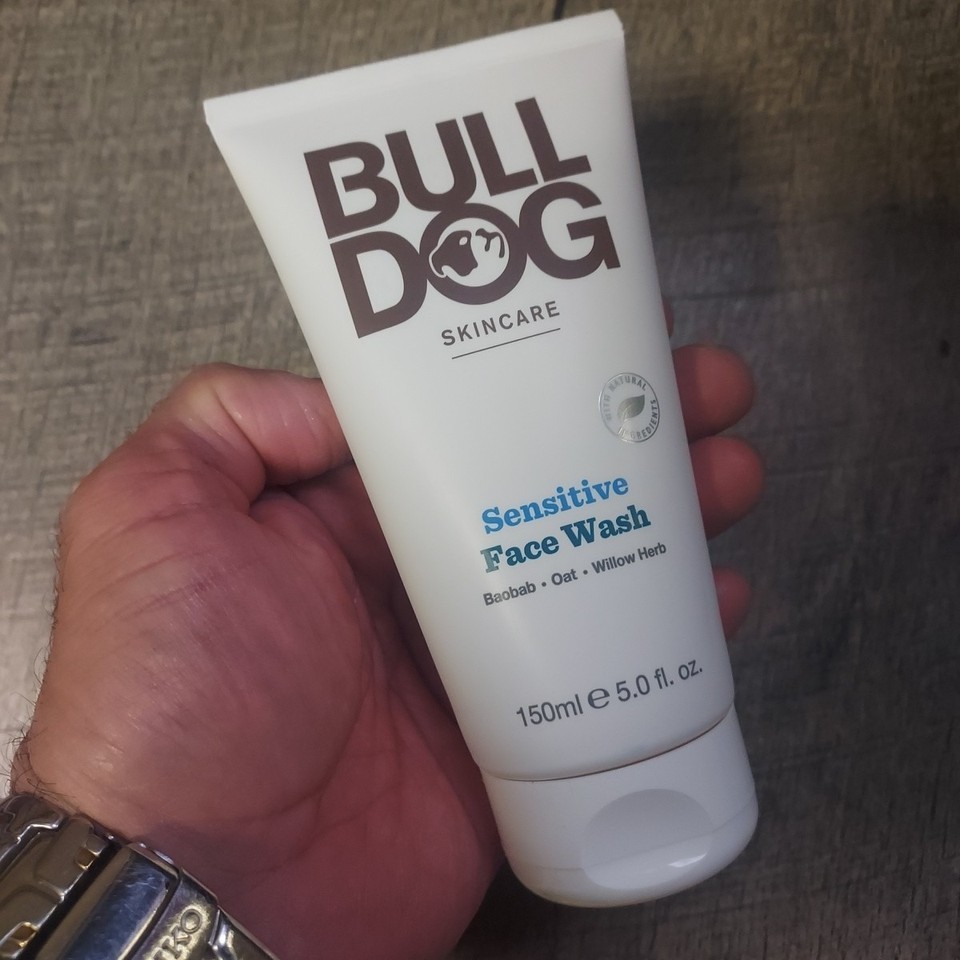 BULL
DOG
SKINCARE
WITH NATURAL
INGREDIENTS
Sensitive
Face Wash
Baobab • Oat • Willow Herb
150ml ℮ 5.0 fl. oz.